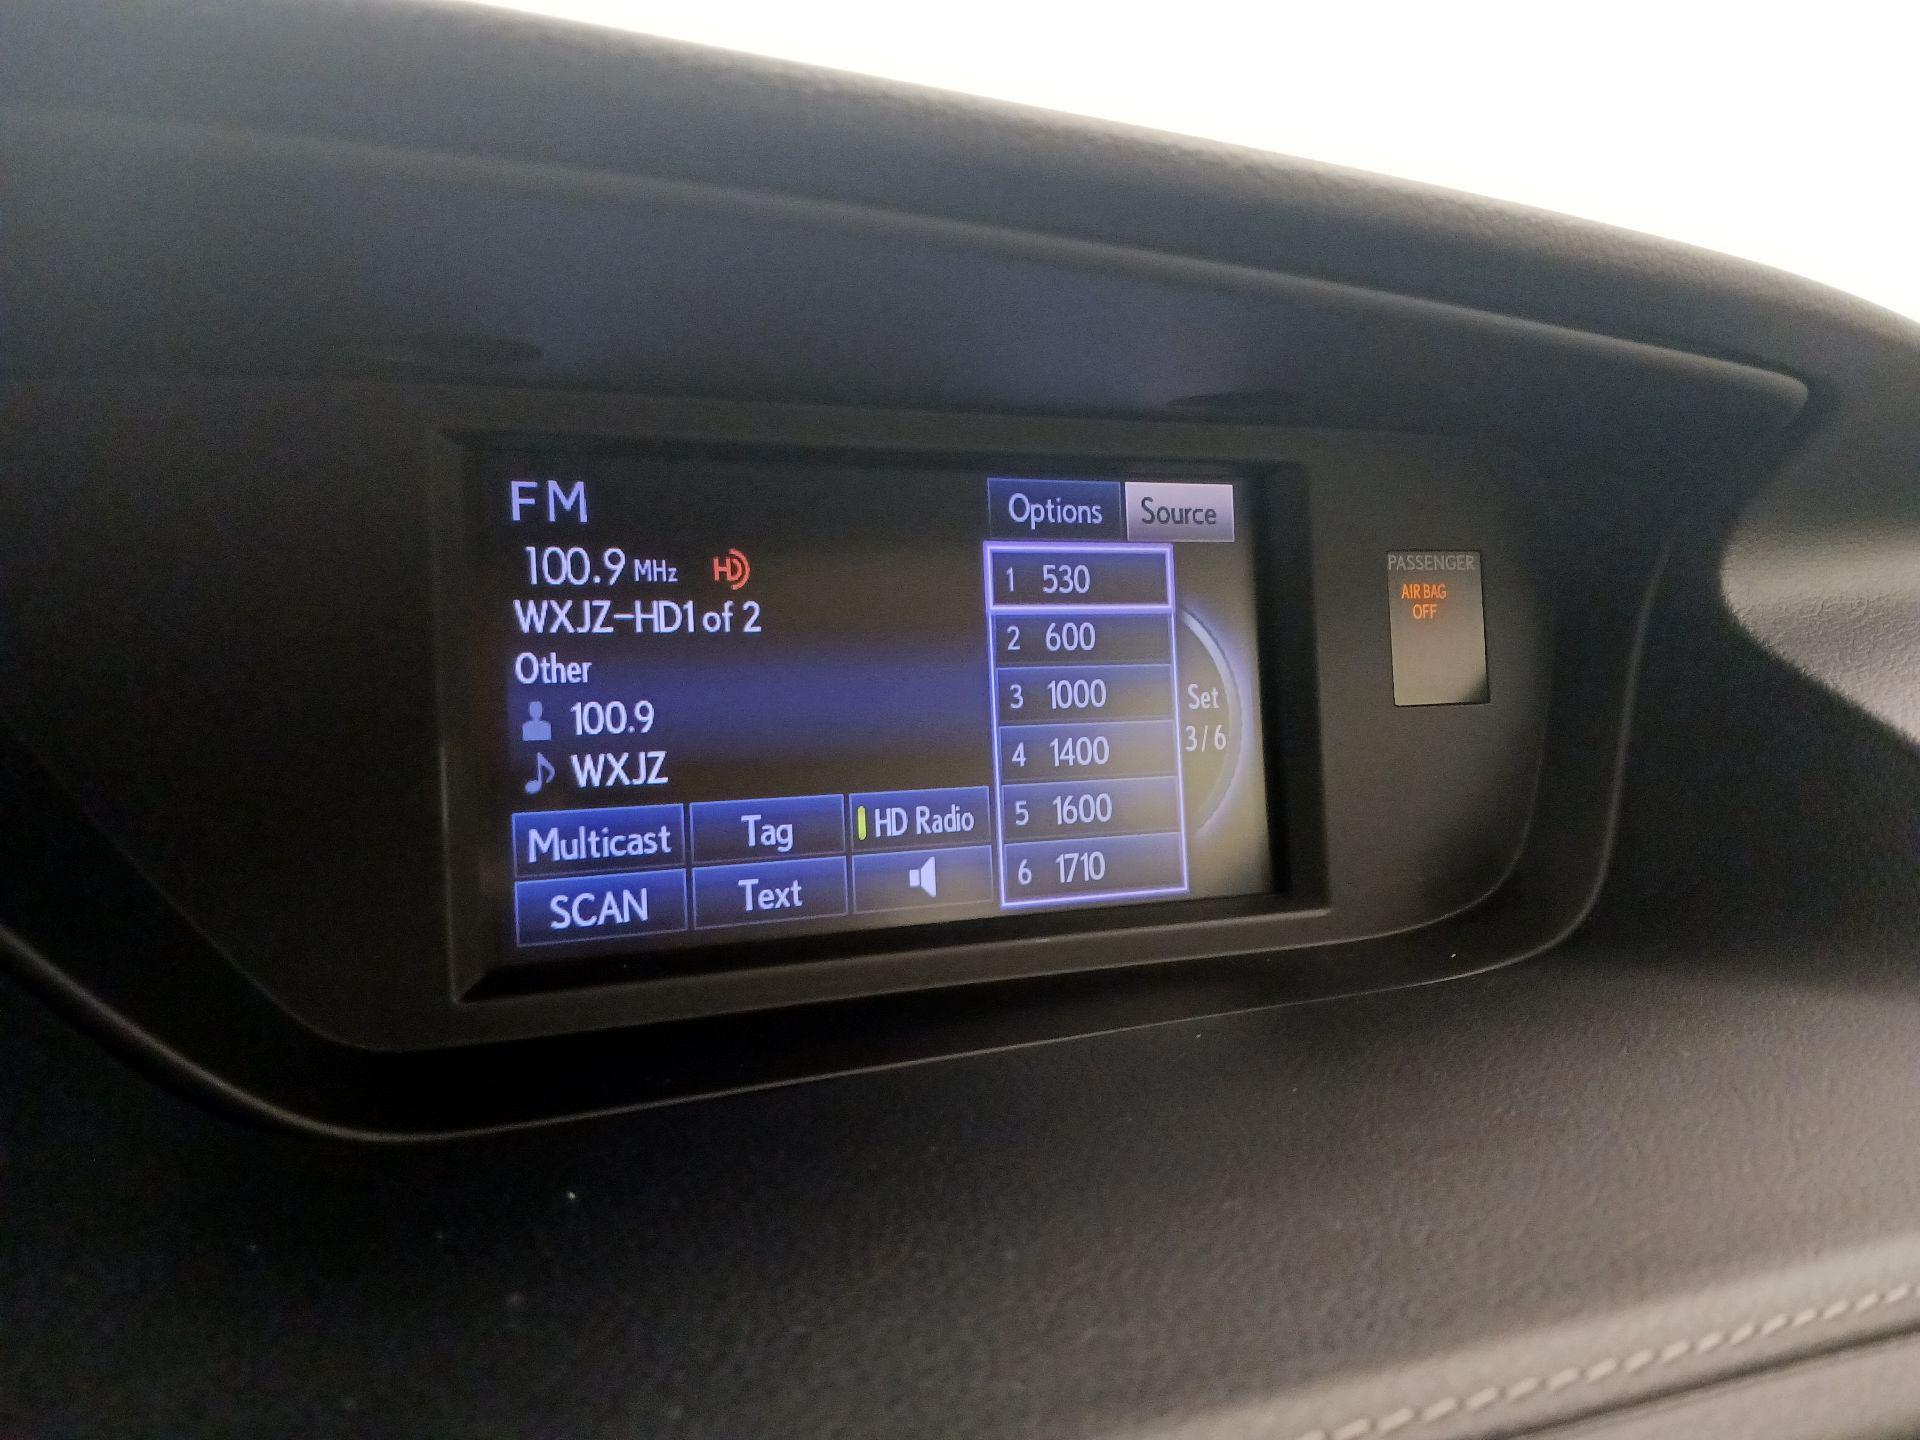 FM
100.9 MHz HD
WXJZ-HD1 of 2
Other
100.9
WXJZ
Multicast Tag HD Radio
SCAN Text
Options Source
1 530
2 600
3 1000
4 1400
5 1600
6 1710
Set
3/6
PASSENGER
AIR BAG
OFF